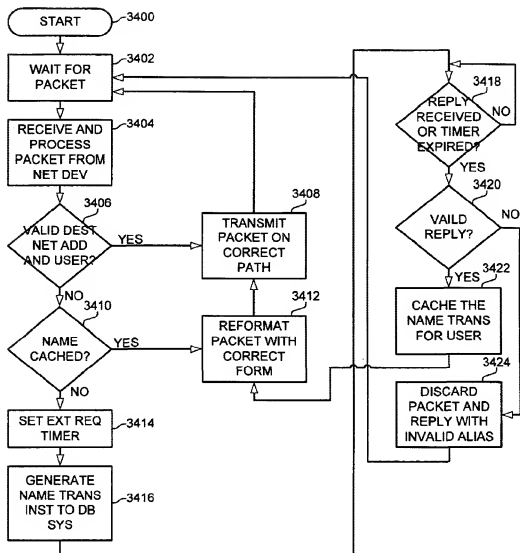 START
3400
3402
WAIT FOR
PACKET
3404
RECEIVE AND
PROCESS
PACKET FROM
NET DEV
3406
VALID DEST
NET ADD
AND USER?
YES
NO
3408
TRANSMIT
PACKET ON
CORRECT
PATH
3410
NAME
CACHED?
YES
NO
3412
REFORMAT
PACKET WITH
CORRECT
FORM
SET EXT REQ
TIMER
3414
GENERATE
NAME TRANS
INST TO DB
SYS
3416
3418
REPLY
RECEIVED
OR TIMER
EXPIRED?
NO
YES
3420
VAILD
REPLY?
NO
YES
3422
CACHE THE
NAME TRANS
FOR USER
3424
DISCARD
PACKET AND
REPLY WITH
INVALID ALIAS